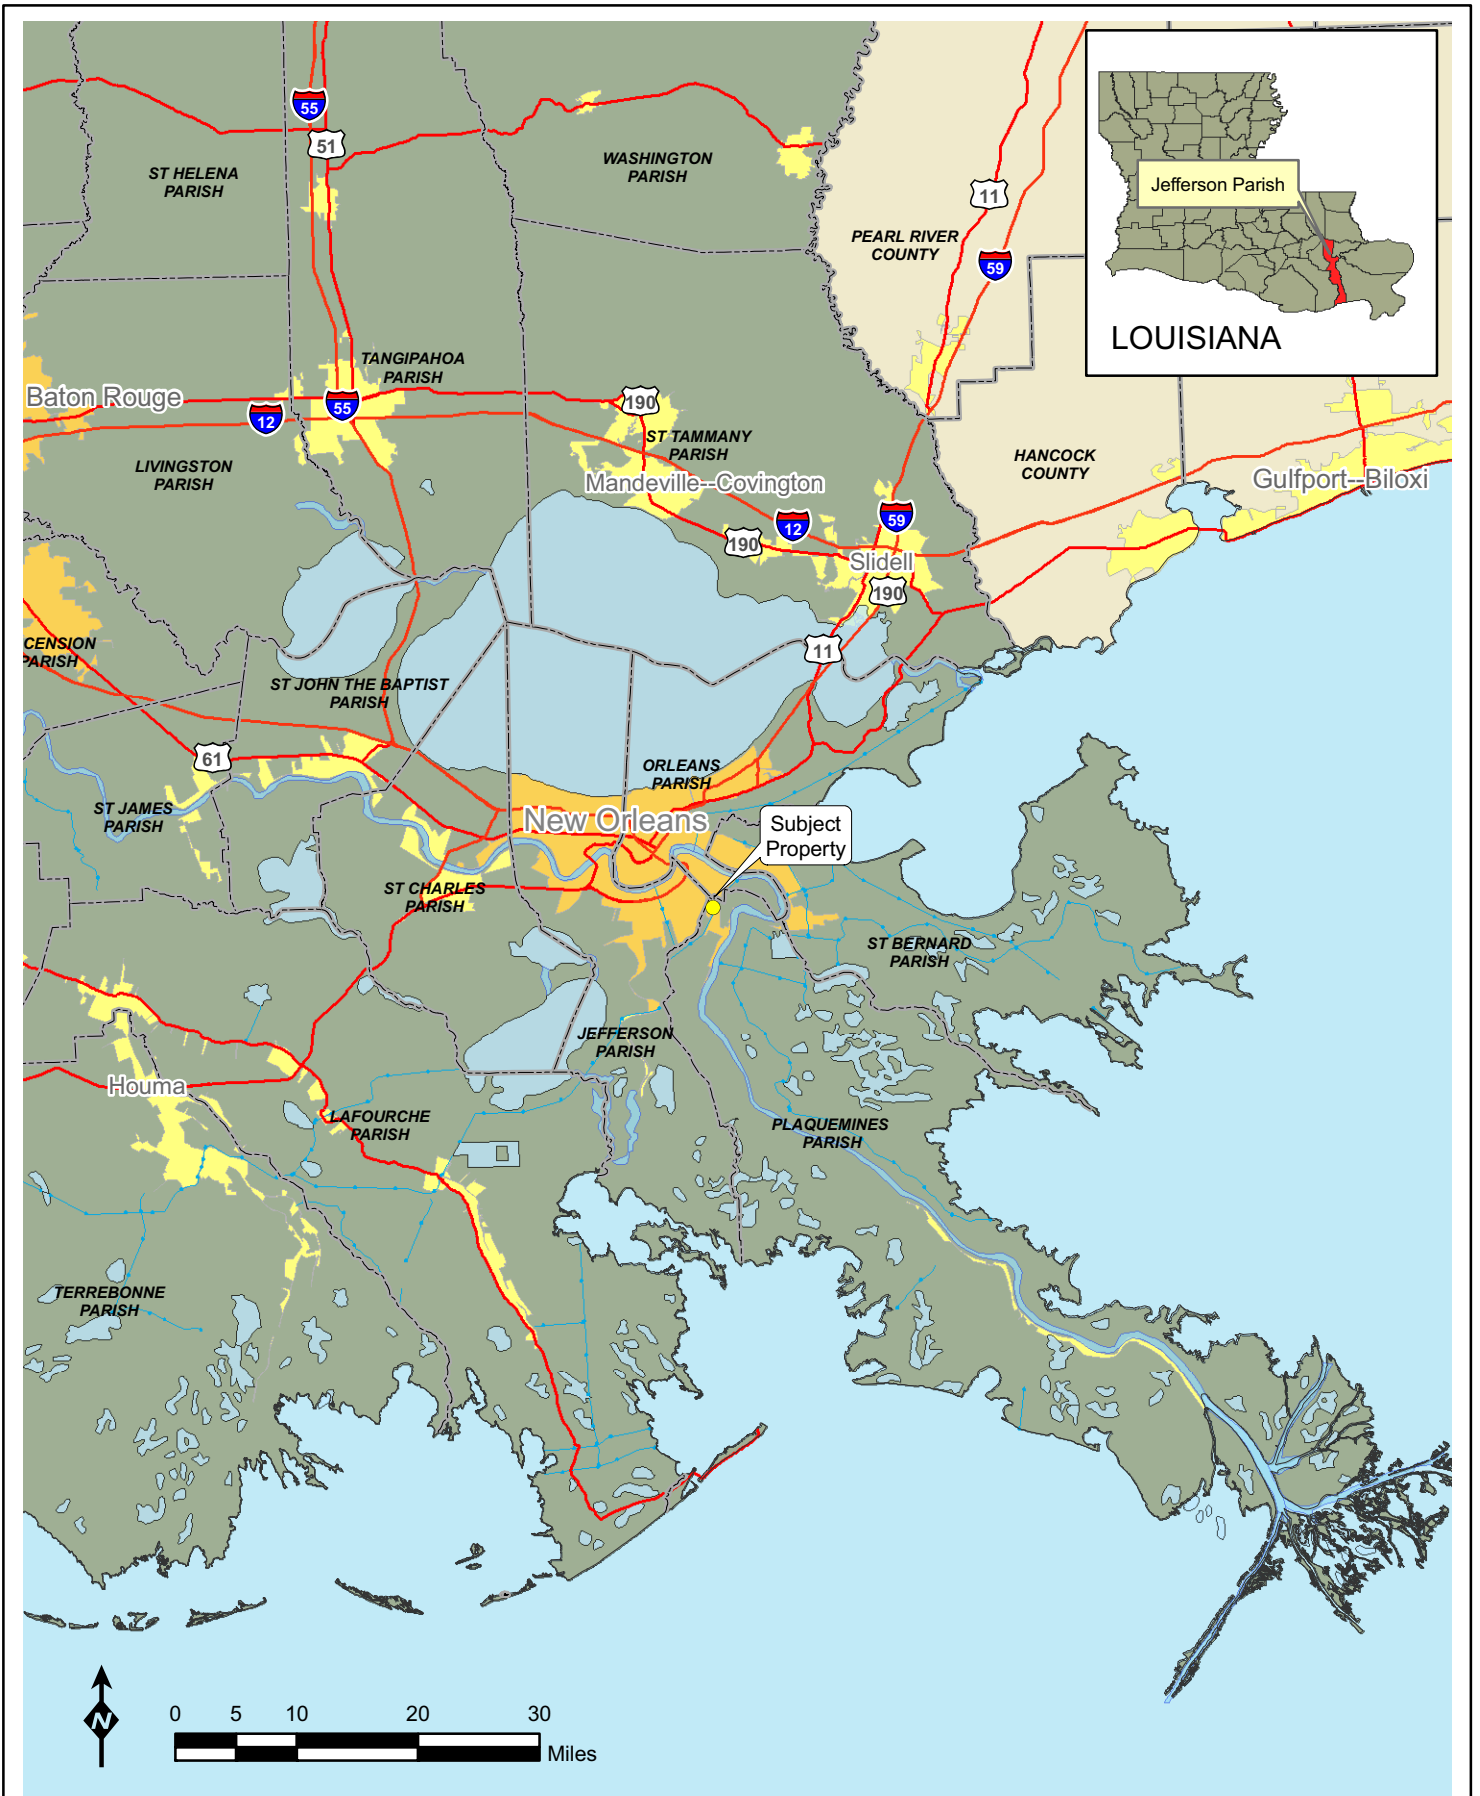 55
51
ST HELENA
PARISH
WASHINGTON
PARISH
11
PEARL RIVER
COUNTY
59
Jefferson Parish
LOUISIANA
TANGIPAHOA
PARISH
Baton Rouge
12
55
190
ST TAMMANY
PARISH
LIVINGSTON
PARISH
HANCOCK
COUNTY
Mandeville--Covington
Gulfport--Biloxi
12
59
190
Slidell
190
CENSION
PARISH
11
ST JOHN THE BAPTIST
PARISH
61
ORLEANS
PARISH
ST JAMES
PARISH
New Orleans
Subject
Property
ST CHARLES
PARISH
ST BERNARD
PARISH
JEFFERSON
PARISH
Houma
LAFOURCHE
PARISH
PLAQUEMINES
PARISH
TERREBONNE
PARISH
N
0 5 10 20 30
Miles